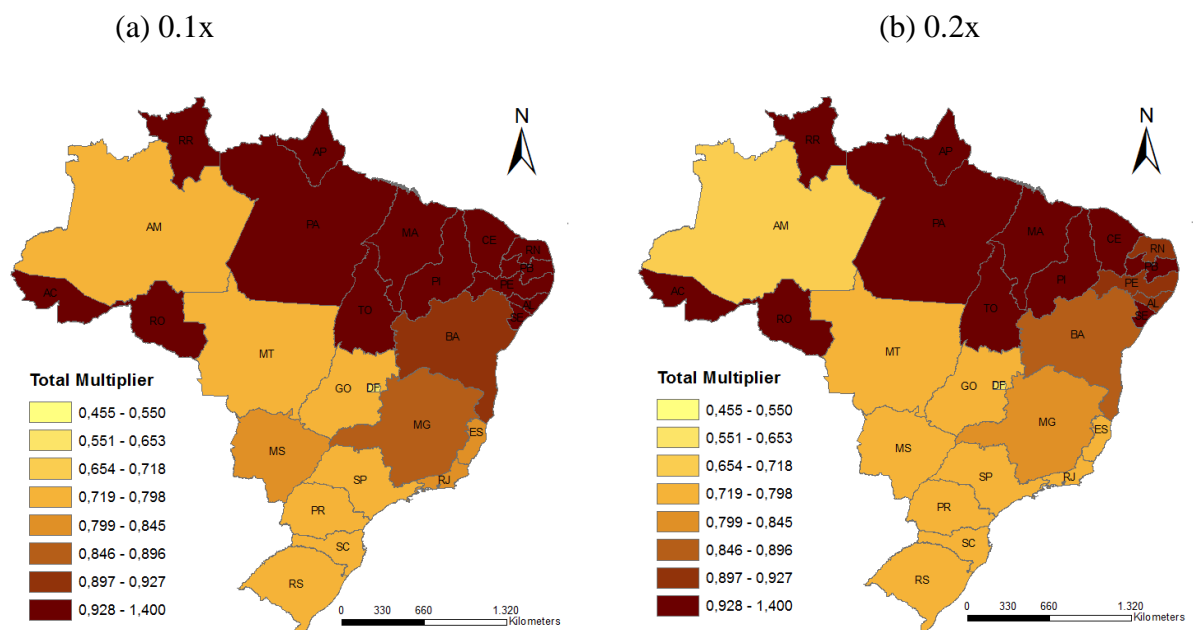 (a) 0.1x
(b) 0.2x
N
RR
AP
AM
PA
MA
CE
RN
PB
PI
PE
AL
AC
TO
SE
RO
BA
MT
GO
DF
MG
ES
MS
SP
RJ
PR
SC
RS
Total Multiplier
0,455 - 0,550
0,551 - 0,653
0,654 - 0,718
0,719 - 0,798
0,799 - 0,845
0,846 - 0,896
0,897 - 0,927
0,928 - 1,400
0 330 660 1.320
Kilometers
N
RR
AP
AM
PA
MA
CE
RN
PB
PI
PE
AL
AC
TO
SE
RO
BA
MT
GO
DF
MG
ES
MS
SP
RJ
PR
SC
RS
Total Multiplier
0,455 - 0,550
0,551 - 0,653
0,654 - 0,718
0,719 - 0,798
0,799 - 0,845
0,846 - 0,896
0,897 - 0,927
0,928 - 1,400
0 330 660 1.320
Kilometers